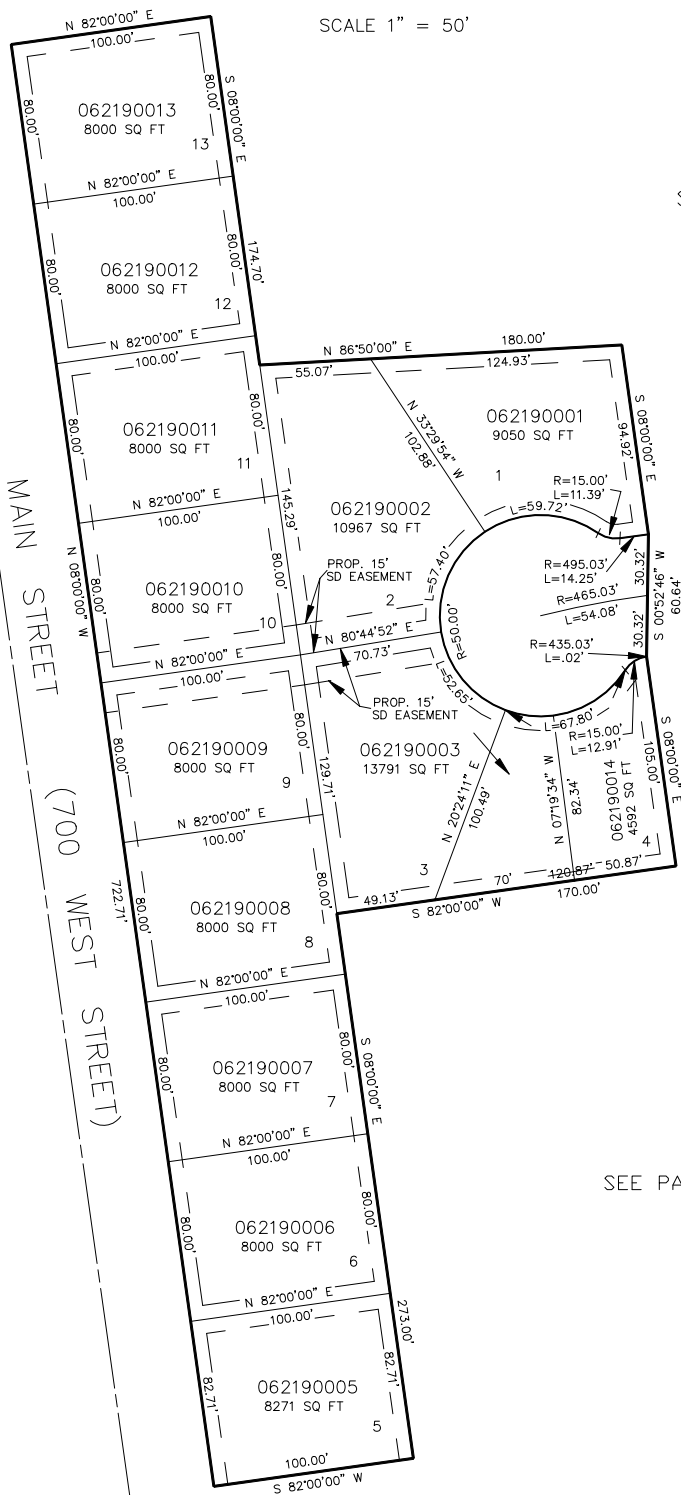 N 82°00'00" E
SCALE 1" = 50'
100.00'
80.00'
80.00'
S 08°00'00" E
062190013
8000 SQ FT
13
N 82°00'00" E
100.00'
80.00'
80.00'
174.70'
062190012
8000 SQ FT
12
N 82°00'00" E
100.00'
N 86°50'00" E
180.00'
55.07'
124.93'
80.00'
80.00'
062190011
8000 SQ FT
11
N 33°29'54" W
102.88'
062190001
9050 SQ FT
1
S 08°00'00" E
94.92'
R=15.00'
L=11.39'
L=59.72'
N 82°00'00" E
100.00'
145.29'
062190002
10967 SQ FT
2
MAIN STREET
(700 WEST STREET)
N 08°00'00" W
722.71'
80.00'
80.00'
062190010
8000 SQ FT
10
PROP. 15'
SD EASEMENT
L=57.40'
R=50.00'
R=495.03'
L=14.25'
30.32'
R=465.03'
L=54.08'
S 00°52'46" W
60.64'
30.32'
R=435.03'
L=.02'
N 82°00'00" E
100.00'
N 80°44'52" E
70.73'
L=52.65'
PROP. 15'
SD EASEMENT
80.00'
80.00'
062190009
8000 SQ FT
9
129.71'
062190003
13791 SQ FT
3
L=67.80'
R=15.00'
L=12.91'
N 20°24'11" E
100.49'
N 07°19'34" W
82.34'
062190014
4592 SQ FT
4
105.00'
S 08°00'00" E
N 82°00'00" E
100.00'
80.00'
80.00'
062190008
8000 SQ FT
8
49.13'
70'
120.87'
50.87'
S 82°00'00" W
170.00'
N 82°00'00" E
100.00'
80.00'
80.00'
S 08°00'00" E
062190007
8000 SQ FT
7
N 82°00'00" E
100.00'
SEE PA
80.00'
80.00'
062190006
8000 SQ FT
6
N 82°00'00" E
100.00'
273.00'
82.71'
82.71'
062190005
8271 SQ FT
5
100.00'
S 82°00'00" W